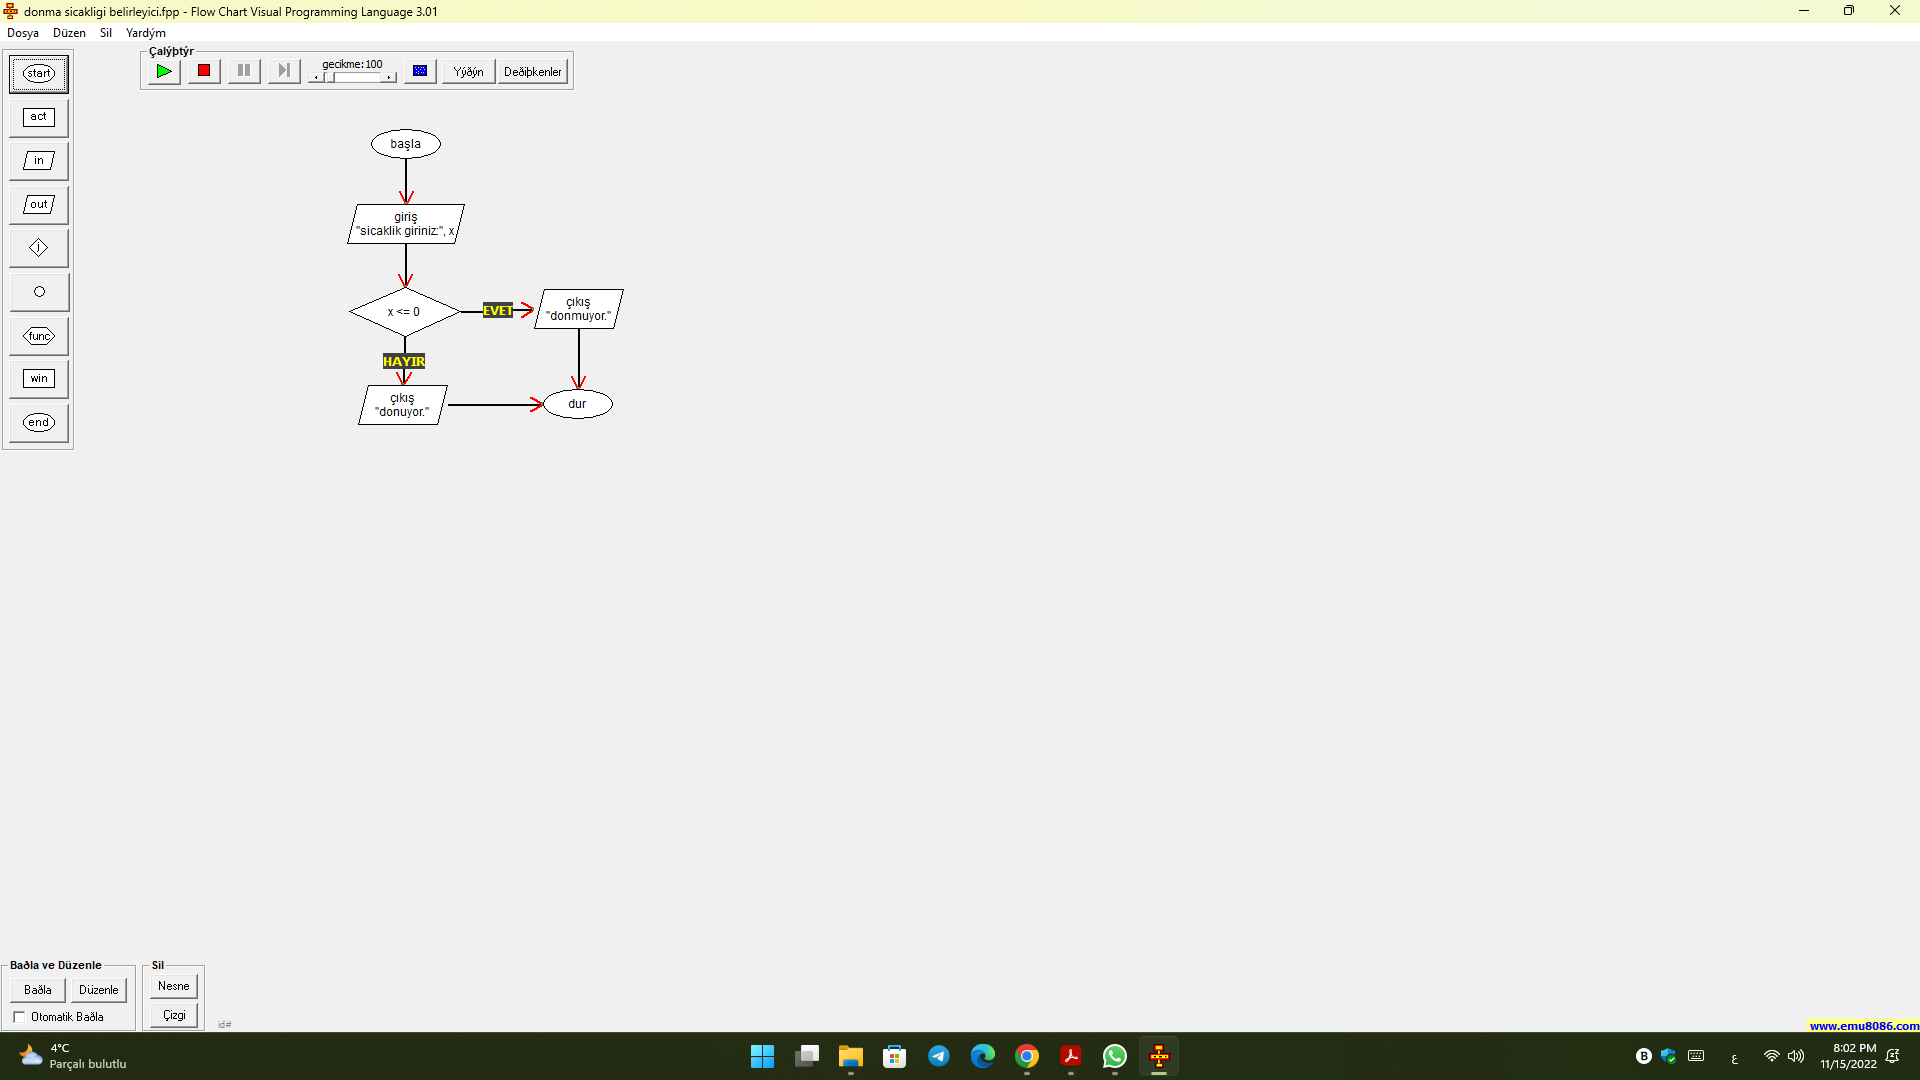 donma sicakligi belirleyici.fpp - Flow Chart Visual Programming Language 3.01
Dosya Düzen Sil Yardým
Çalýþtýr
gecikme:100
Yýðýn
Deðiþkenler
start
act
in
out
j
func
win
end
başla
giriş
"sicaklik giriniz:", x
x <= 0
EVET
çıkış
"donmuyor."
HAYIR
çıkış
"donuyor."
dur
Baðla ve Düzenle
Baðla
Düzenle
Otomatik Baðla
Sil
Nesne
Çizgi
id#
www.emu8086.com
4°C
Parçalı bulutlu
B
ع
8:02 PM
11/15/2022